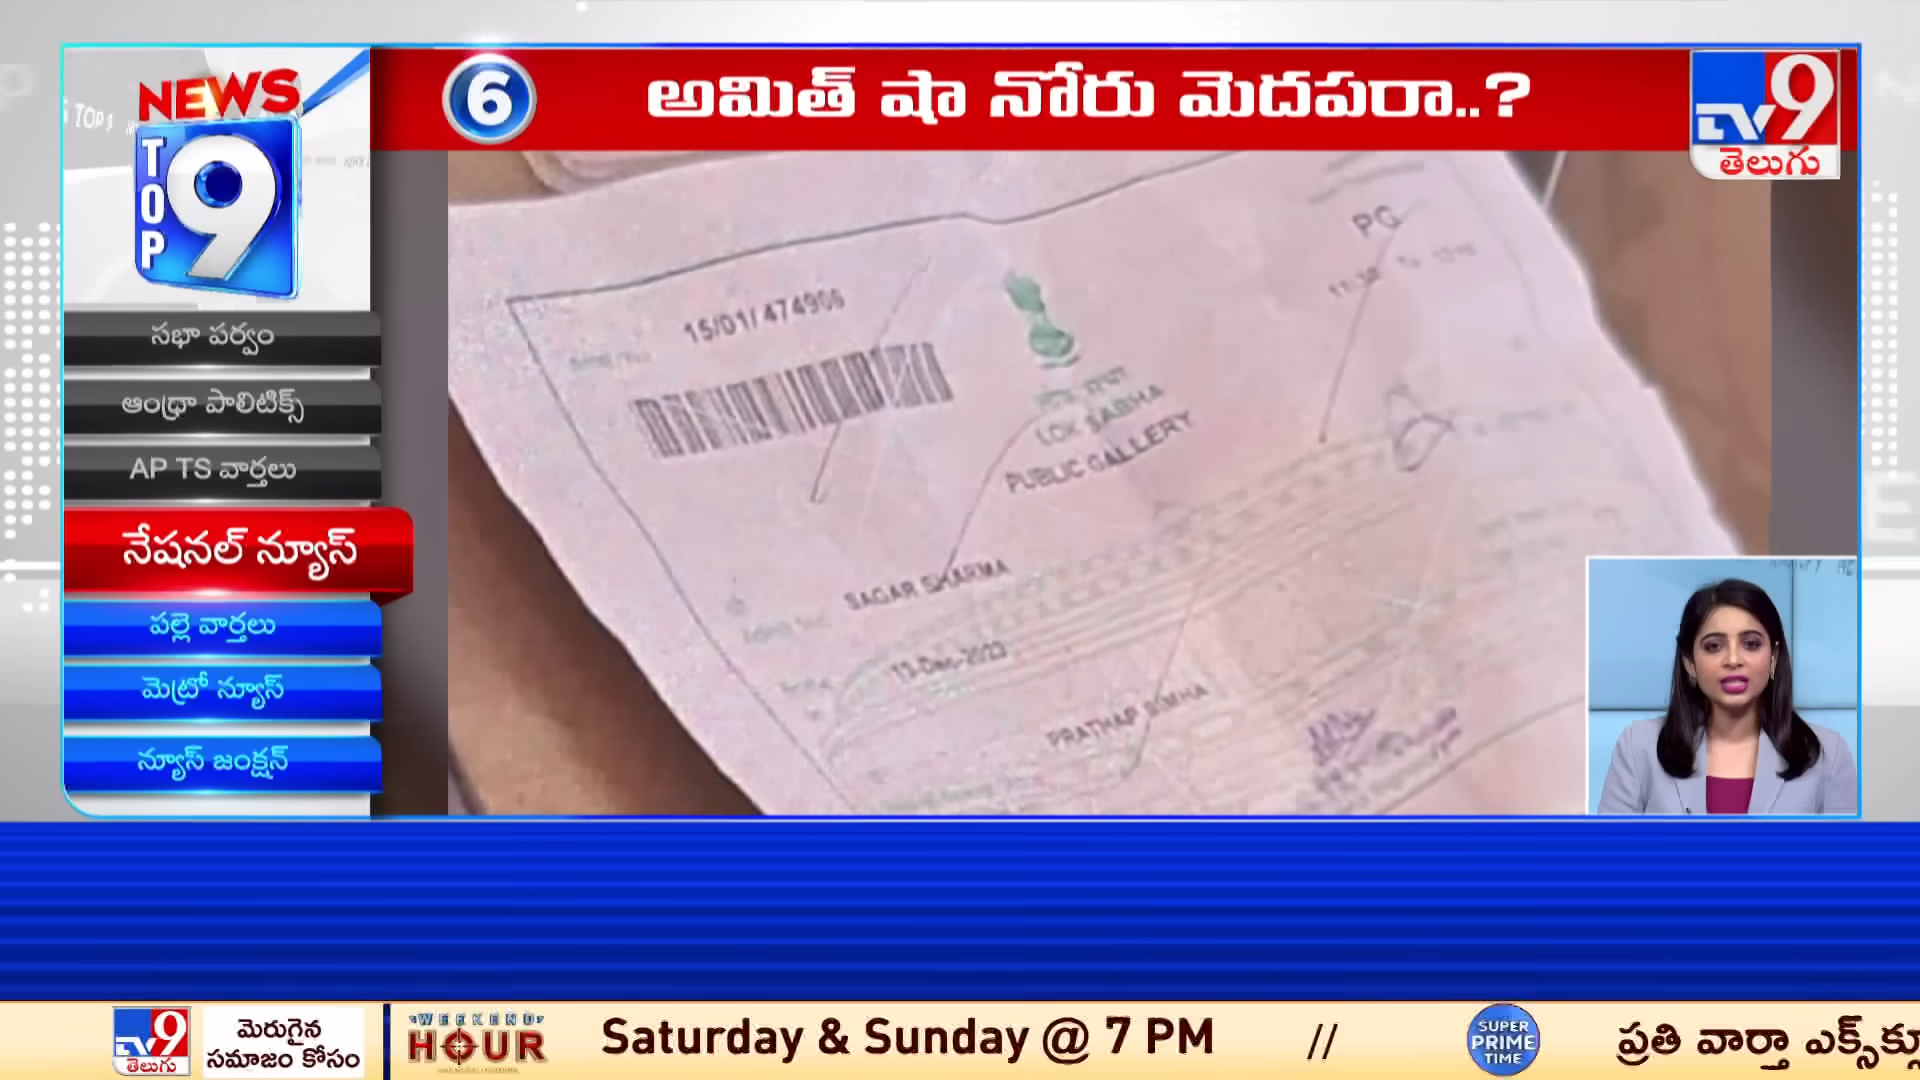 NEWS
TOP 9
6
అమిత్ షా నోరు మెదపరా..?
TV9
తెలుగు
సభా పర్వం
ఆంధ్రా పాలిటిక్స్
AP TS వార్తలు
నేషనల్ న్యూస్
పల్లె వార్తలు
మెట్రో న్యూస్
న్యూస్ జంక్షన్
PG
15/01/474906
LOK SABHA
PUBLIC GALLERY
SAGAR SHARMA
13-Dec-2023
PRATHAP SIMHA
TV9
తెలుగు
మెరుగైన
సమాజం కోసం
WEEKEND
HOUR
Saturday & Sunday @ 7 PM
//
SUPER
PRIME
TIME
ప్రతి వార్తా